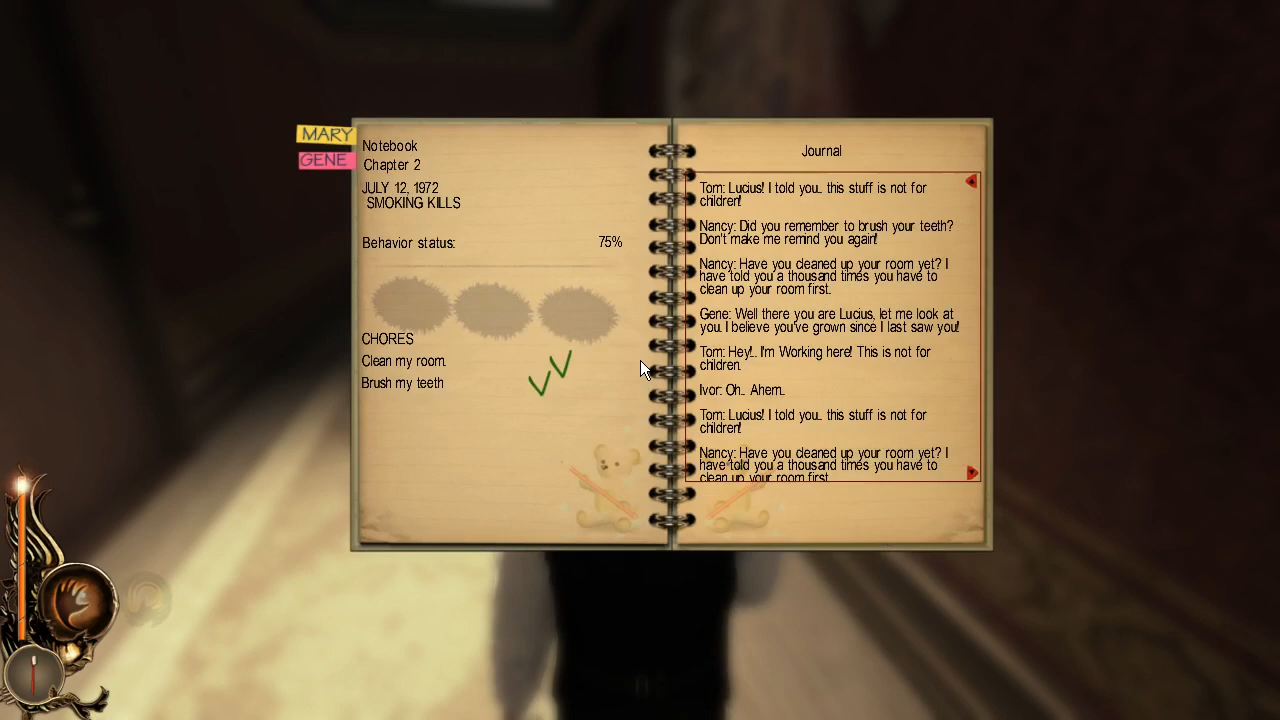 MARY
GENE
Notebook
Chapter 2
JULY 12, 1972
SMOKING KILLS
Behavior status: 75%
CHORES
Clean my room.
Brush my teeth
Journal
Tom: Lucius! I told you.. this stuff is not for
children!
Nancy: Did you remember to brush your teeth?
Don't make me remind you again!
Nancy: Have you cleaned up your room yet? I
have told you a thousand times you have to
clean up your room first.
Gene: Well there you are Lucius, let me look at
you. I believe you've grown since I last saw you!
Tom: Hey!.. I'm Working here! This is not for
children.
Ivor: Oh.. Ahem..
Tom: Lucius! I told you.. this stuff is not for
children!
Nancy: Have you cleaned up your room yet? I
have told you a thousand times you have to
clean up your room first.